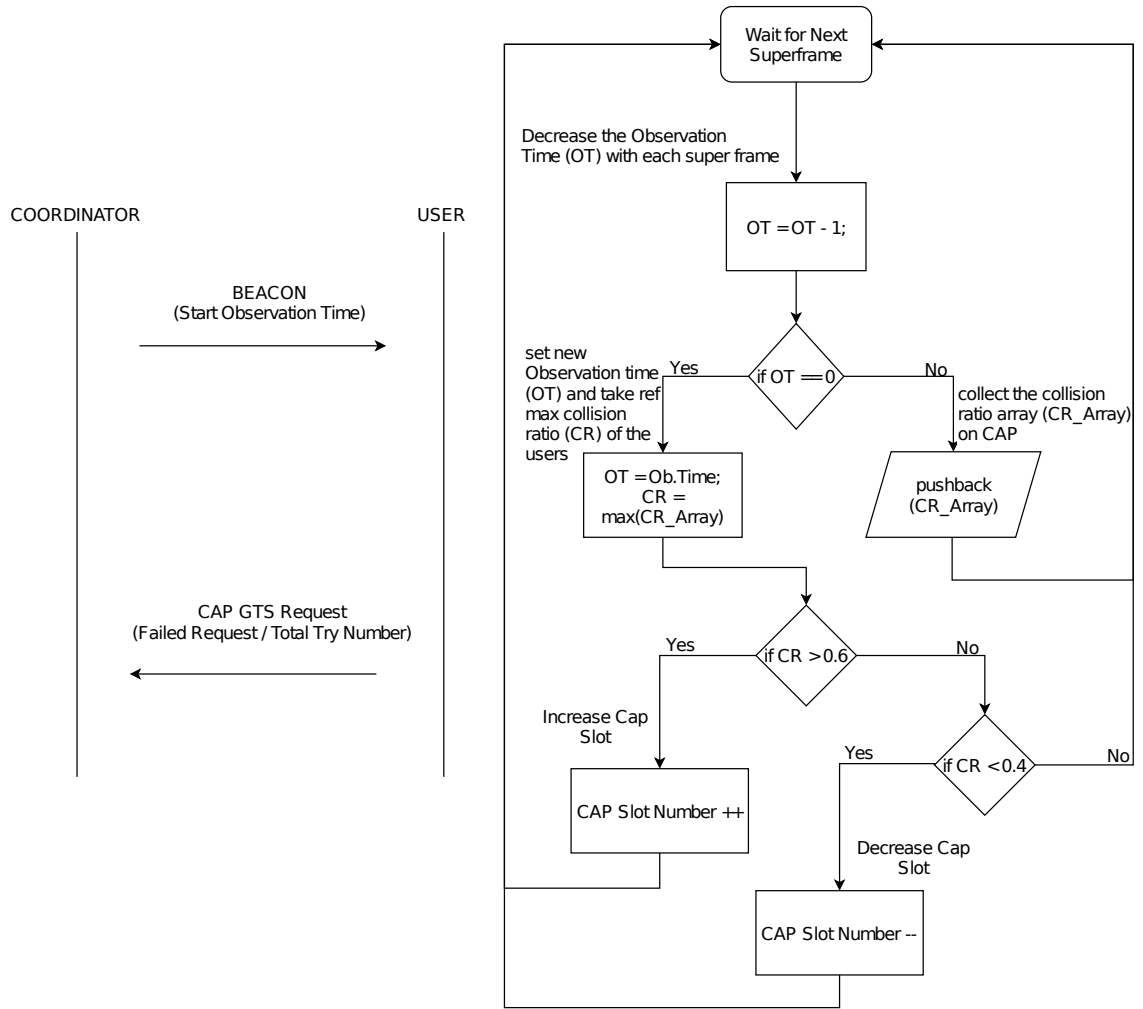 COORDINATOR
USER
BEACON
(Start Observation Time)
CAP GTS Request
(Failed Request / Total Try Number)
Wait for Next
Superframe
Decrease the Observation
Time (OT) with each super frame
OT = OT - 1;
if OT == 0
Yes
No
set new
Observation time
(OT) and take ref
max collision
ratio (CR) of the
users
collect the collision
ratio array (CR_Array)
on CAP
OT = Ob.Time;
CR =
max(CR_Array)
pushback
(CR_Array)
if CR > 0.6
Yes
No
Increase Cap
Slot
if CR < 0.4
Yes
No
CAP Slot Number ++
Decrease Cap
Slot
CAP Slot Number --